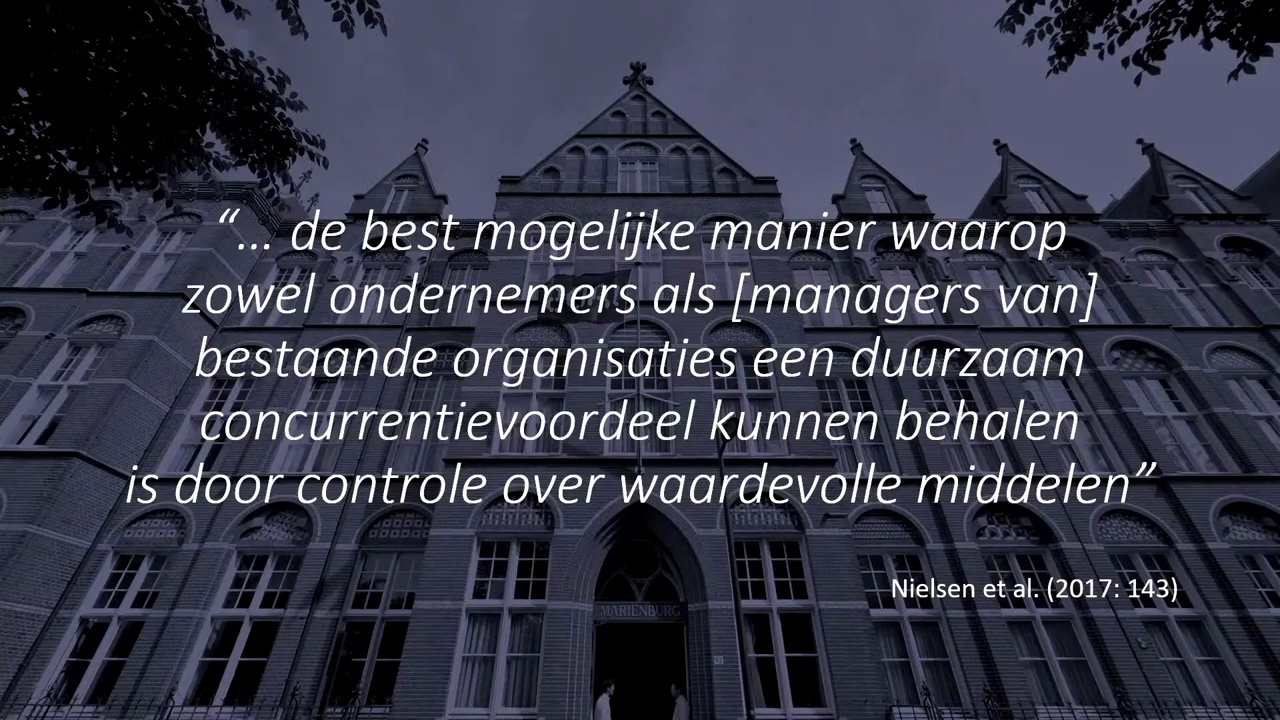 “... de best mogelijke manier waarop
zowel ondernemers als [managers van]
bestaande organisaties een duurzaam
concurrentievoordeel kunnen behalen
is door controle over waardevolle middelen”
Nielsen et al. (2017: 143)
MARIENBURG